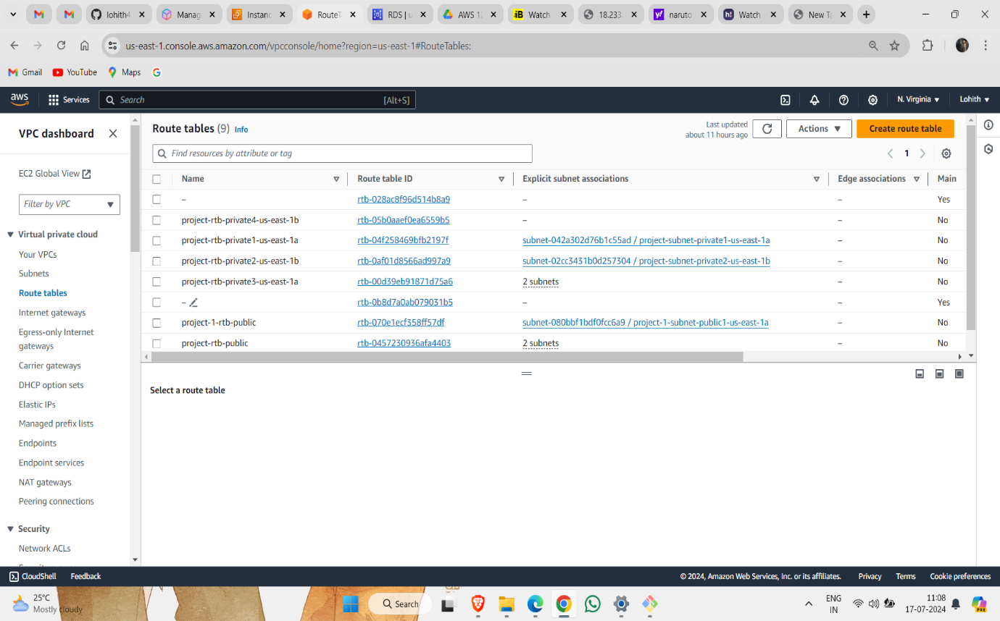 lohith4
Manag
Instanc
RouteT
RDS | u
AWS 12
Watch
18.233.
naruto
Watch
New Ta
us-east-1.console.aws.amazon.com/vpcconsole/home?region=us-east-1#RouteTables:
Gmail
YouTube
Maps
aws
Services
Search
[Alt+S]
N. Virginia
Lohith
VPC dashboard
EC2 Global View
Filter by VPC
Virtual private cloud
Your VPCs
Subnets
Route tables
Internet gateways
Egress-only Internet
gateways
Carrier gateways
DHCP option sets
Elastic IPs
Managed prefix lists
Endpoints
Endpoint services
NAT gateways
Peering connections
Security
Network ACLs
Route tables (9) Info
Last updated
about 11 hours ago
Actions
Create route table
Find resources by attribute or tag
1
Name Route table ID Explicit subnet associations Edge associations Main
– rtb-028ac8f96d514b8a9 – – Yes
project-rtb-private4-us-east-1b rtb-05b0aaef0ea6559b5 – – No
project-rtb-private1-us-east-1a rtb-04f258469bfb2197f subnet-042a302d76b1c55ad / project-subnet-private1-us-east-1a – No
project-rtb-private2-us-east-1b rtb-0af01d8566ad997a9 subnet-02cc3431b0d257304 / project-subnet-private2-us-east-1b – No
project-rtb-private3-us-east-1a rtb-00d39eb91871d75a6 2 subnets – No
– rtb-0b8d7a0ab079031b5 – – Yes
project-1-rtb-public rtb-070e1ecf358ff57df subnet-080bbf1bdf0fcc6a9 / project-1-subnet-public1-us-east-1a – No
project-rtb-public rtb-0457230936afa4403 2 subnets – No
Select a route table
CloudShell
Feedback
© 2024, Amazon Web Services, Inc. or its affiliates.
Privacy
Terms
Cookie preferences
25°C
Mostly cloudy
Search
ENG
IN
11:08
17-07-2024
PRE